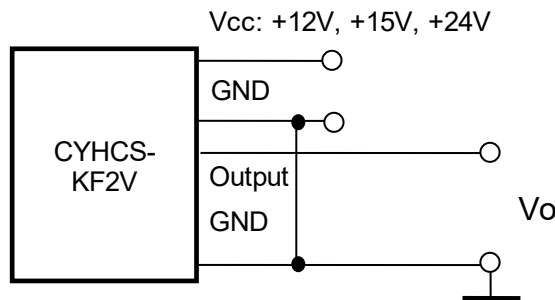 Vcc: +12V, +15V, +24V
GND
CYHCS-
KF2V
Output
GND
Vo